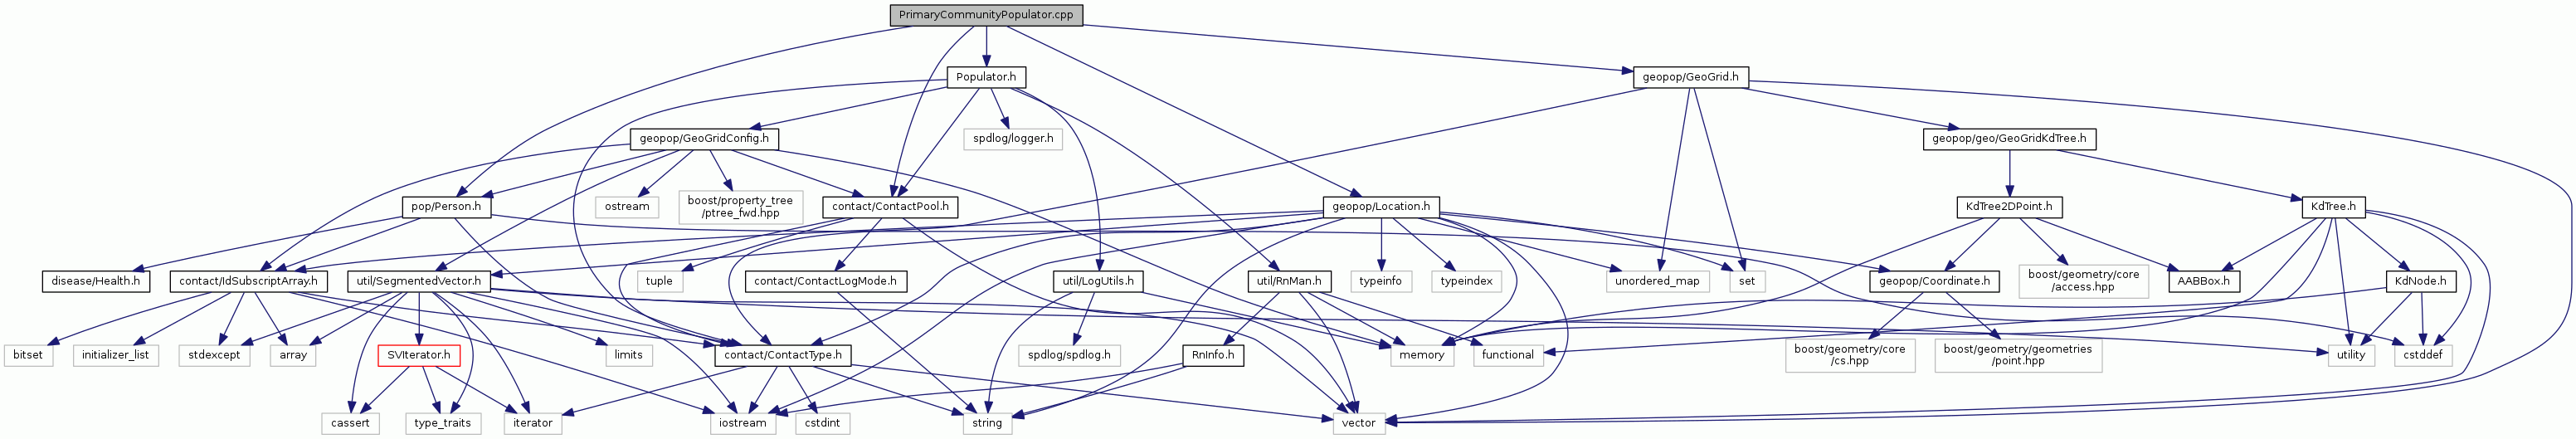 PrimaryCommunityPopulator.cpp
Populator.h
geopop/GeoGrid.h
geopop/GeoGridConfig.h
spdlog/logger.h
geopop/geo/GeoGridKdTree.h
pop/Person.h
ostream
boost/property_tree
/ptree_fwd.hpp
contact/ContactPool.h
geopop/Location.h
KdTree2DPoint.h
KdTree.h
disease/Health.h
contact/IdSubscriptArray.h
util/SegmentedVector.h
tuple
contact/ContactLogMode.h
util/LogUtils.h
util/RnMan.h
typeinfo
typeindex
unordered_map
set
geopop/Coordinate.h
boost/geometry/core
/access.hpp
AABBox.h
KdNode.h
bitset
initializer_list
stdexcept
array
SVIterator.h
limits
contact/ContactType.h
spdlog/spdlog.h
RnInfo.h
memory
functional
boost/geometry/core
/cs.hpp
boost/geometry/geometries
/point.hpp
utility
cstddef
cassert
type_traits
iterator
iostream
cstdint
string
vector